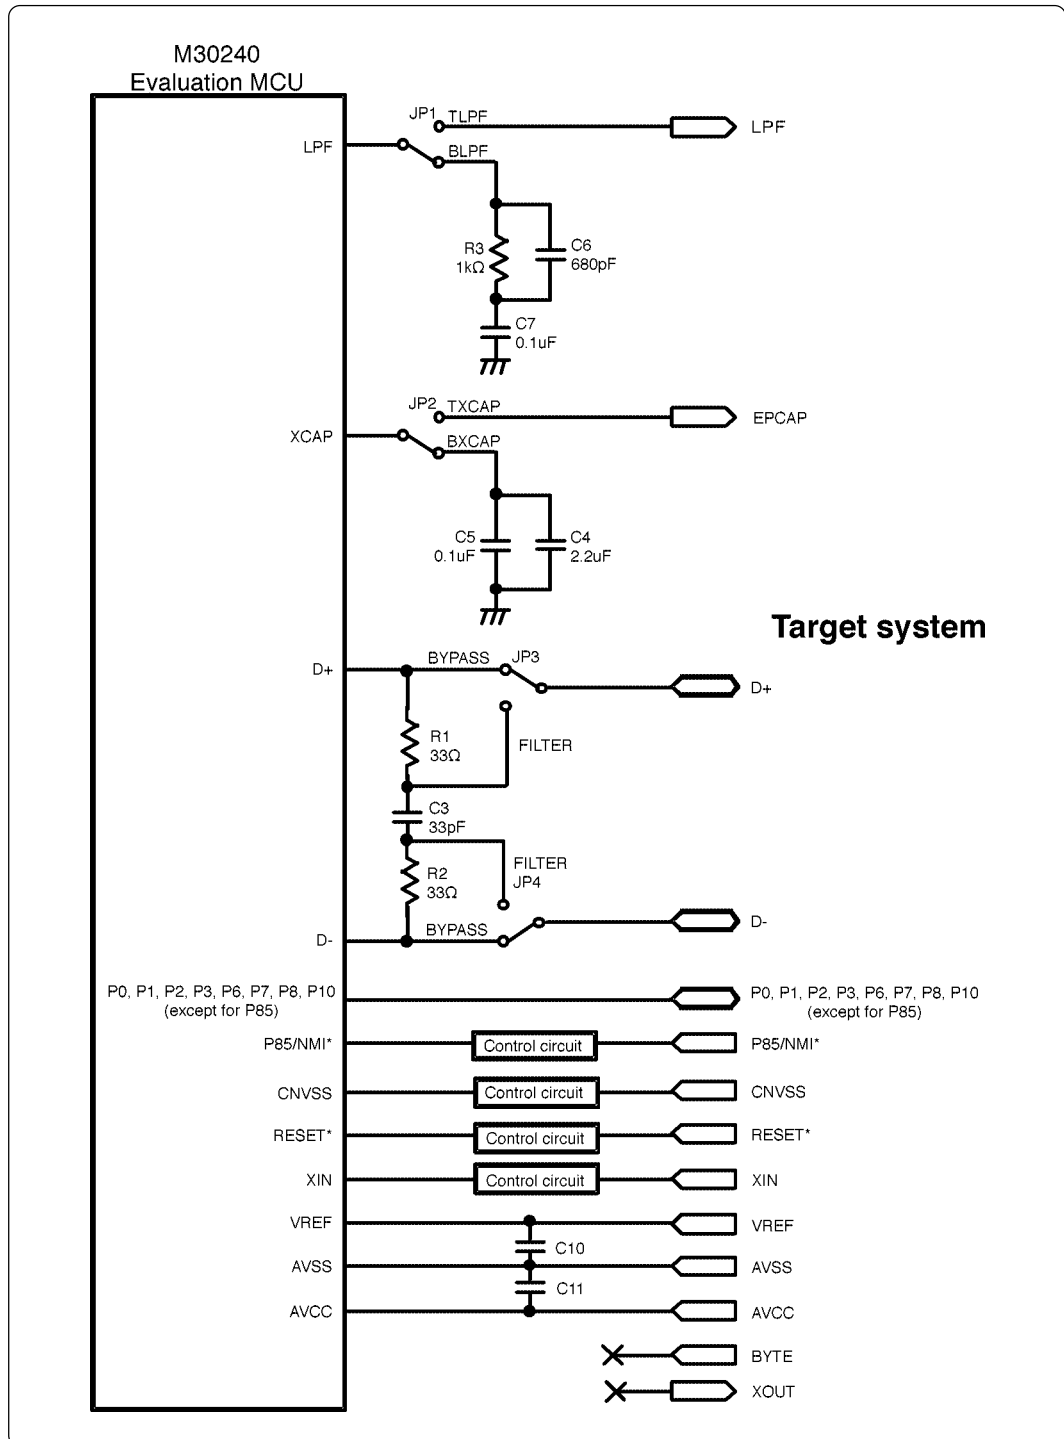 M30240
Evaluation MCU
JP1 TLPF
LPF
LPF
BLPF
R3
1kΩ
C6
680pF
C7
0.1uF
JP2 TXCAP
EPCAP
XCAP
BXCAP
C5
0.1uF
C4
2.2uF
Target system
D+
BYPASS
JP3
D+
R1
33Ω
FILTER
C3
33pF
FILTER
JP4
R2
33Ω
D-
BYPASS
D-
P0, P1, P2, P3, P6, P7, P8, P10
(except for P85)
P0, P1, P2, P3, P6, P7, P8, P10
(except for P85)
P85/NMI*
Control circuit
P85/NMI*
CNVSS
Control circuit
CNVSS
RESET*
Control circuit
RESET*
XIN
Control circuit
XIN
VREF
VREF
C10
AVSS
AVSS
C11
AVCC
AVCC
BYTE
XOUT